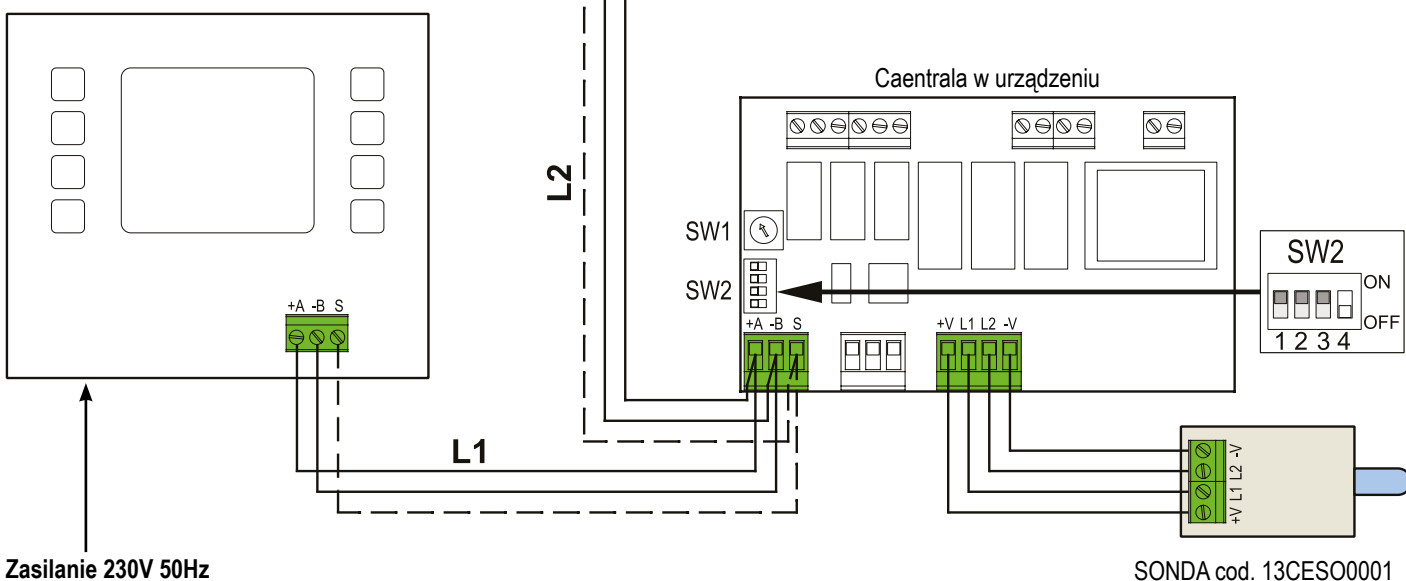 Caentrala w urządzeniu
L2
SW1
SW2
SW2
ON
OFF
1 2 3 4
+A -B S
+A -B S
+V L1 L2 -V
L1
-V
L2
L1
+V
Zasilanie 230V 50Hz
SONDA cod. 13CESO0001